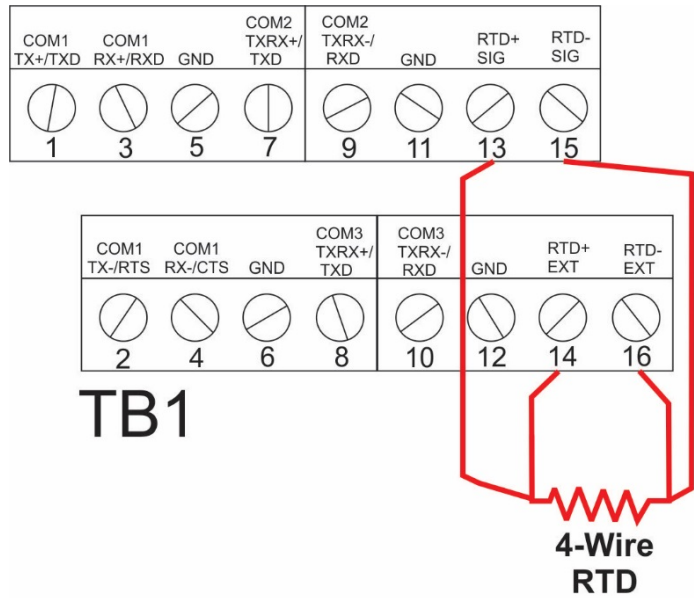 COM1 TX+/TXD
COM1 RX+/RXD
GND
COM2 TXRX+/ TXD
COM2 TXRX-/ RXD
GND
RTD+ SIG
RTD- SIG
1 3 5 7 9 11 13 15
COM1 TX-/RTS
COM1 RX-/CTS
GND
COM3 TXRX+/ TXD
COM3 TXRX-/ RXD
GND
RTD+ EXT
RTD- EXT
2 4 6 8 10 12 14 16
TB1
4-Wire
RTD